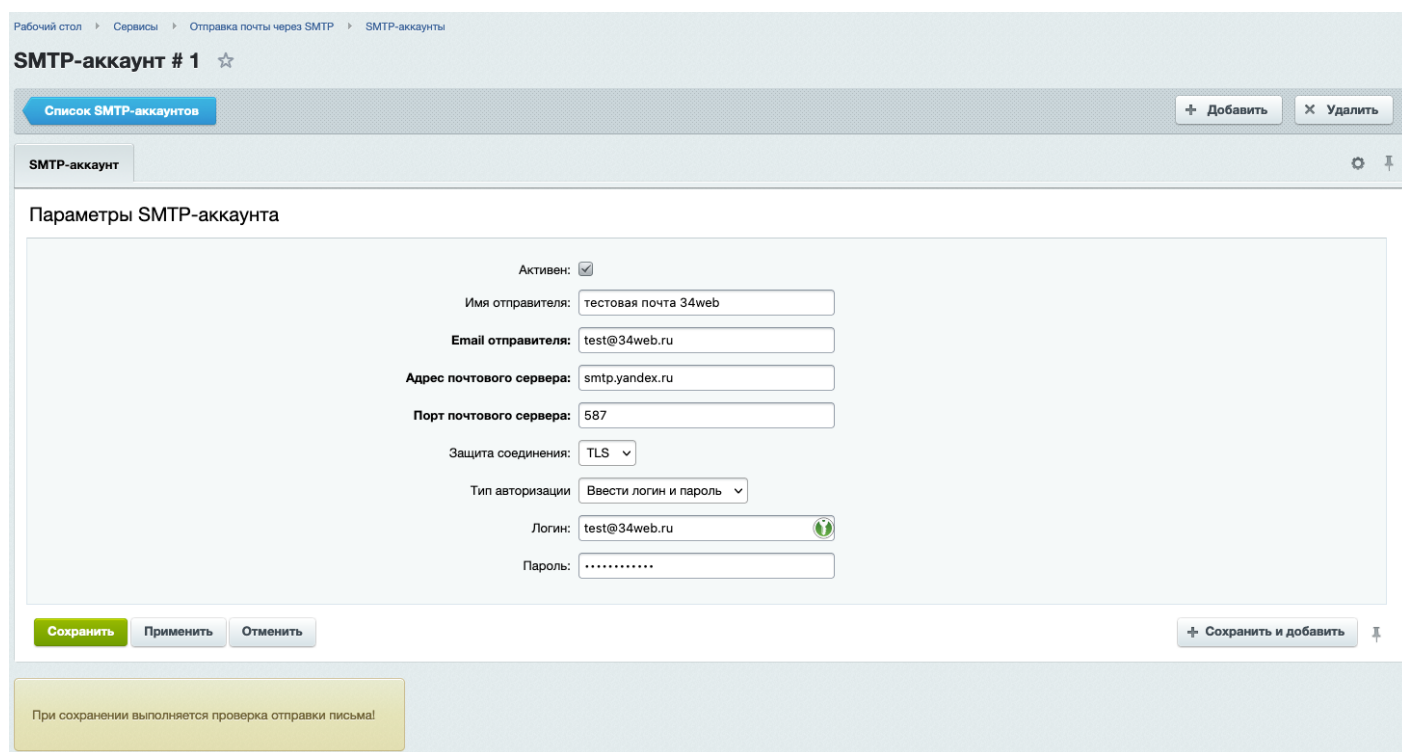 Рабочий стол Сервисы Отправка почты через SMTP SMTP-аккаунты
SMTP-аккаунт # 1
Список SMTP-аккаунтов Добавить Удалить
SMTP-аккаунт
Параметры SMTP-аккаунта
Активен:
Имя отправителя: тестовая почта 34web
Email отправителя: test@34web.ru
Адрес почтового сервера: smtp.yandex.ru
Порт почтового сервера: 587
Защита соединения: TLS
Тип авторизации Ввести логин и пароль
Логин: test@34web.ru
Пароль: ••••••••••••
Сохранить Применить Отменить Сохранить и добавить
При сохранении выполняется проверка отправки письма!